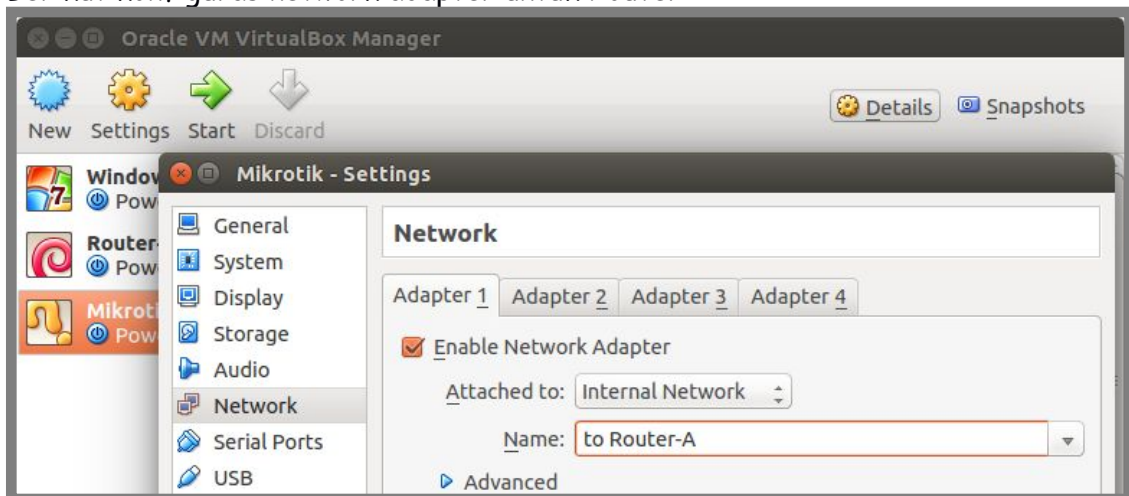 Oracle VM VirtualBox Manager
New Settings Start Discard
Details Snapshots
Mikrotik - Settings
General
System
Display
Storage
Audio
Network
Serial Ports
USB
Network
Adapter 1 Adapter 2 Adapter 3 Adapter 4
Enable Network Adapter
Attached to: Internal Network
Name: to Router-A
Advanced